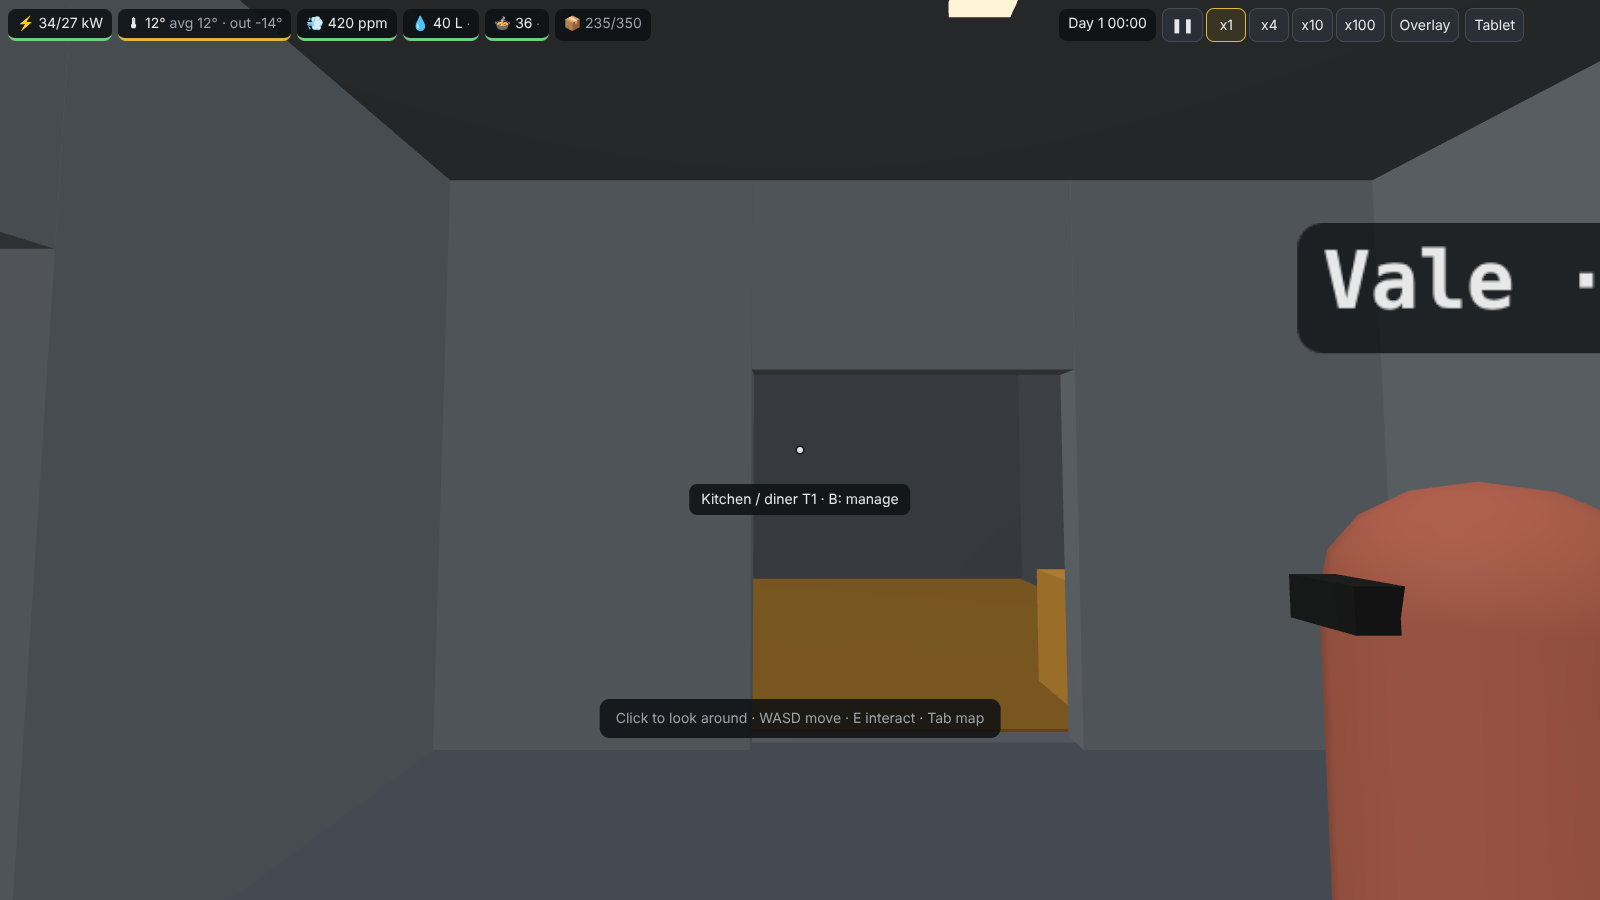 ⚡ 34/27 kW
🌡 12° avg 12° · out -14°
💨 420 ppm
💧 40 L ·
🍲 36 ·
📦 235/350
Day 1 00:00
❚❚
x1
x4
x10
x100
Overlay
Tablet
Vale ·
Kitchen / diner T1 · B: manage
Click to look around · WASD move · E interact · Tab map